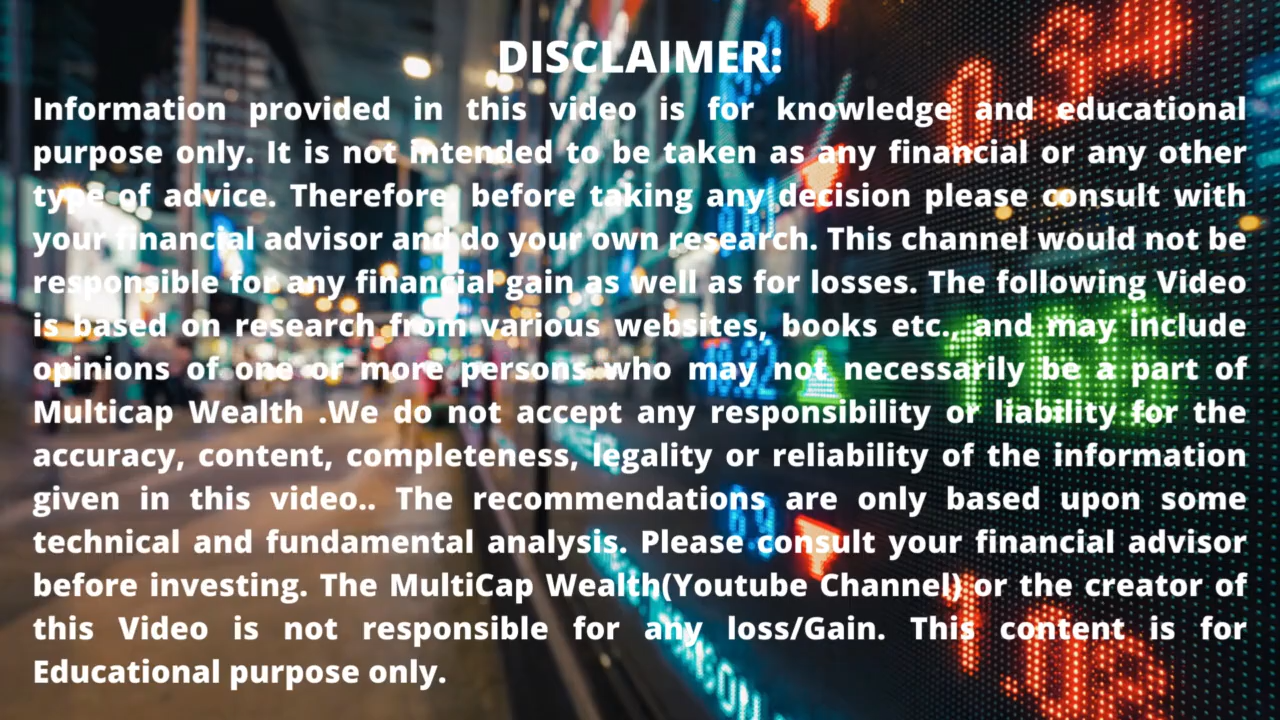 DISCLAIMER:
Information provided in this video is for knowledge and educational
purpose only. It is not intended to be taken as any financial or any other
type of advice. Therefore, before taking any decision please consult with
your financial advisor and do your own research. This channel would not be
responsible for any financial gain as well as for losses. The following Video
is based on research from various websites, books etc., and may include
opinions of one or more persons who may not necessarily be a part of
Multicap Wealth .We do not accept any responsibility or liability for the
accuracy, content, completeness, legality or reliability of the information
given in this video.. The recommendations are only based upon some
technical and fundamental analysis. Please consult your financial advisor
before investing. The MultiCap Wealth(Youtube Channel) or the creator of
this Video is not responsible for any loss/Gain. This content is for
Educational purpose only.